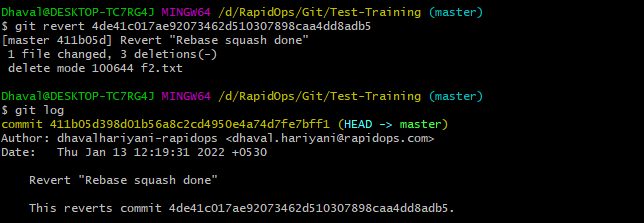 Dhaval@DESKTOP-TC7RG4J MINGW64 /d/RapidOps/Git/Test-Training (master)
$ git revert 4de41c017ae92073462d510307898caa4dd8adb5
[master 411b05d] Revert "Rebase squash done"
1 file changed, 3 deletions(-)
delete mode 100644 f2.txt
Dhaval@DESKTOP-TC7RG4J MINGW64 /d/RapidOps/Git/Test-Training (master)
$ git log
commit 411b05d398d01b56a8c2cd4950e4a74d7fe7bff1 (HEAD -> master)
Author: dhavalhariyani-rapidops <dhaval.hariyani@rapidops.com>
Date:   Thu Jan 13 12:19:31 2022 +0530
Revert "Rebase squash done"
This reverts commit 4de41c017ae92073462d510307898caa4dd8adb5.